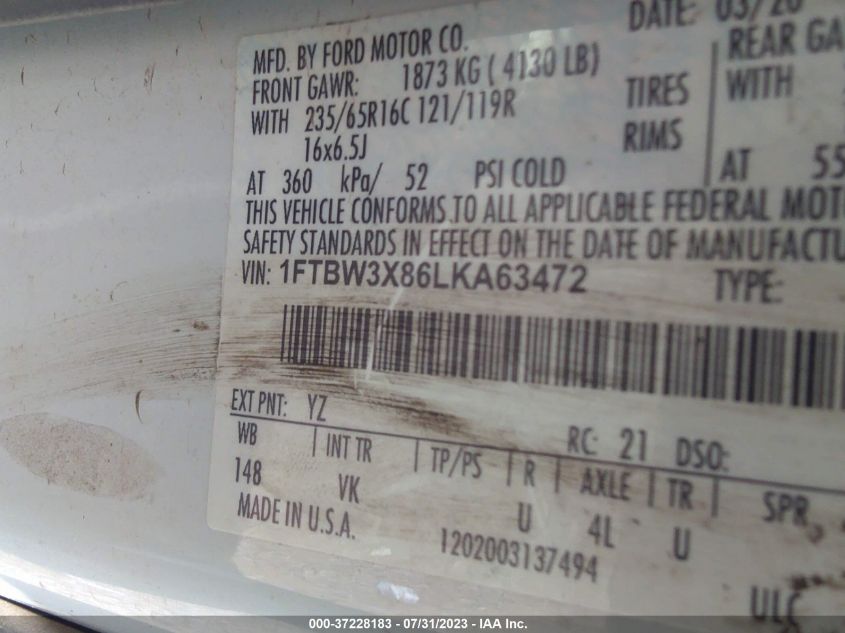 DATE: 03/20
MFD. BY FORD MOTOR CO.
FRONT GAWR: 1873 KG ( 4130 LB) REAR GA
WITH 235/65R16C 121/119R TIRES WITH
16x6.5J RIMS
AT 360 kPa/ 52 PSI COLD AT 55
THIS VEHICLE CONFORMS TO ALL APPLICABLE FEDERAL MOT
SAFETY STANDARDS IN EFFECT ON THE DATE OF MANUFACTU
VIN: 1FTBW3X86LKA63472 TYPE:
EXT PNT: YZ RC: 21 DSO:
WB INT TR TP/PS R AXLE TR SPR
148 VK U 4L U
MADE IN U.S.A. 1202003137494 ULC
000-37228183 - 07/31/2023 - IAA Inc.